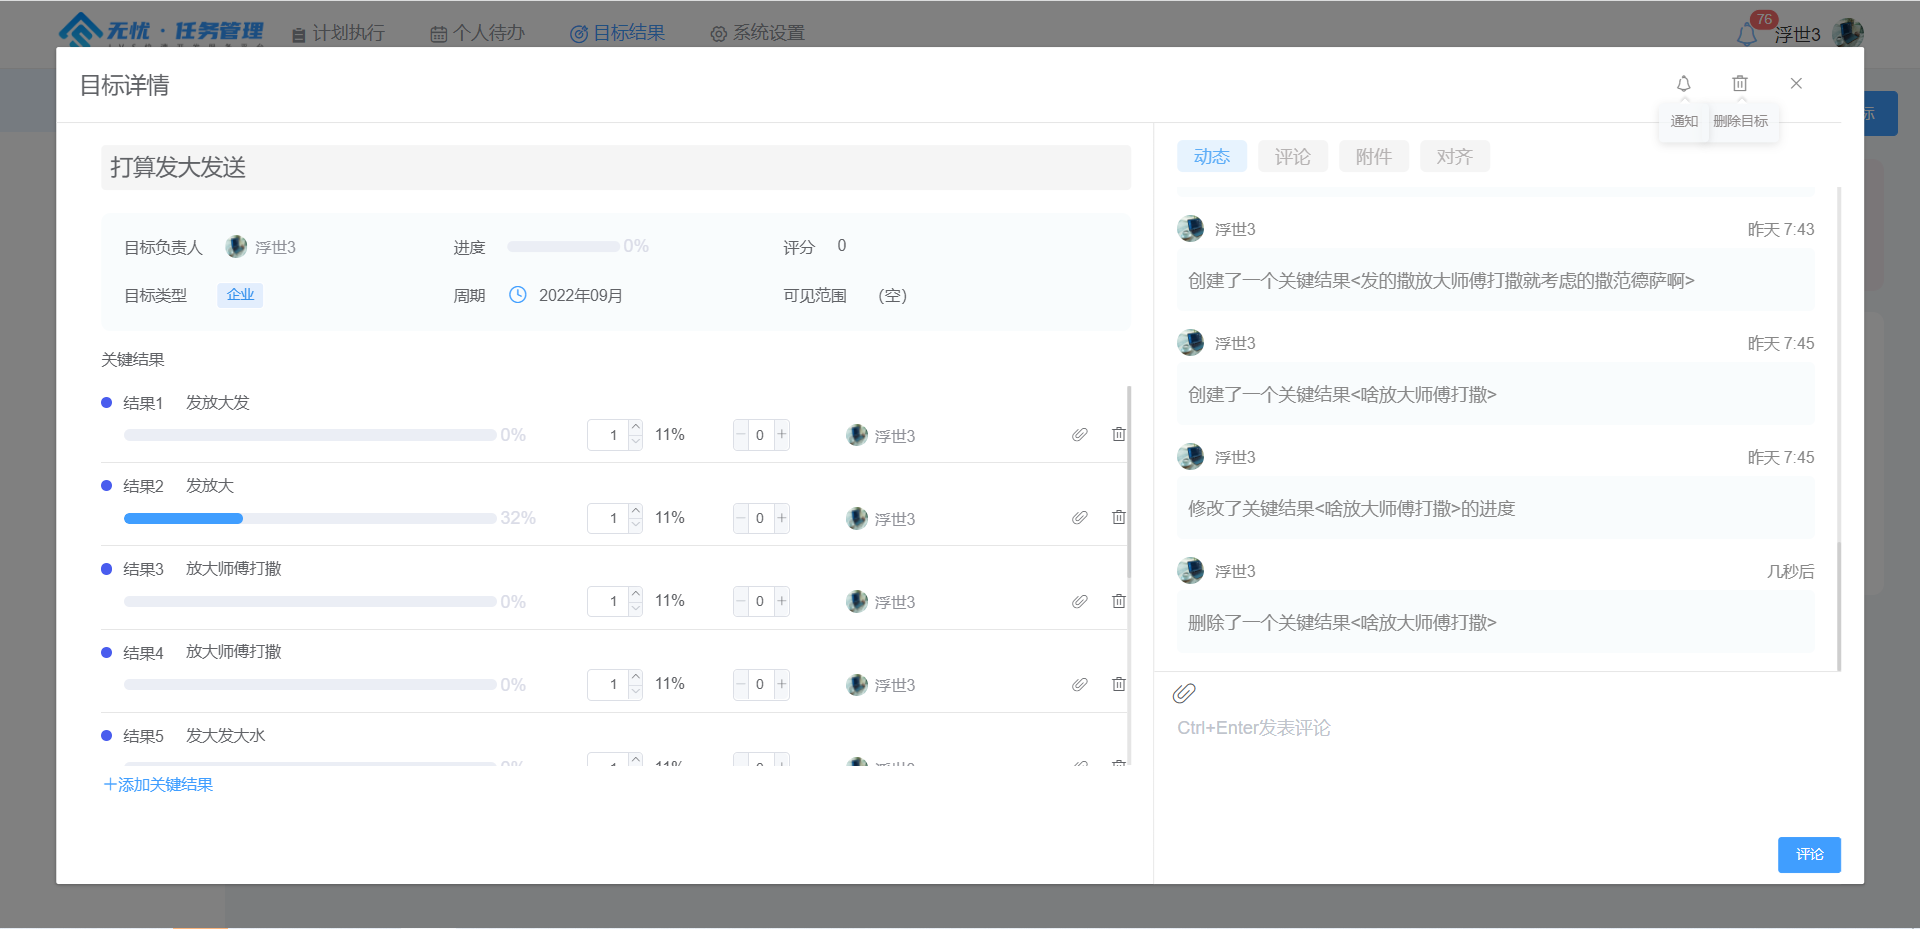 无忧·任务管理
计划执行
个人待办
目标结果
系统设置
76
浮世3
目标详情
通知
删除目标
标
打算发大发送
目标负责人 浮世3
进度 0%
评分 0
目标类型 企业
周期 2022年09月
可见范围 (空)
关键结果
结果1 发放大发
0% 1 11% 0 浮世3
结果2 发放大
32% 1 11% 0 浮世3
结果3 放大师傅打撒
0% 1 11% 0 浮世3
结果4 放大师傅打撒
0% 1 11% 0 浮世3
结果5 发大发大水
0% 1 11% 0 浮世3
+添加关键结果
动态
评论
附件
对齐
浮世3 昨天 7:43
创建了一个关键结果<发的撒放大师傅打撒就考虑的撒范德萨啊>
浮世3 昨天 7:45
创建了一个关键结果<啥放大师傅打撒>
浮世3 昨天 7:45
修改了关键结果<啥放大师傅打撒>的进度
浮世3 几秒后
删除了一个关键结果<啥放大师傅打撒>
Ctrl+Enter发表评论
评论